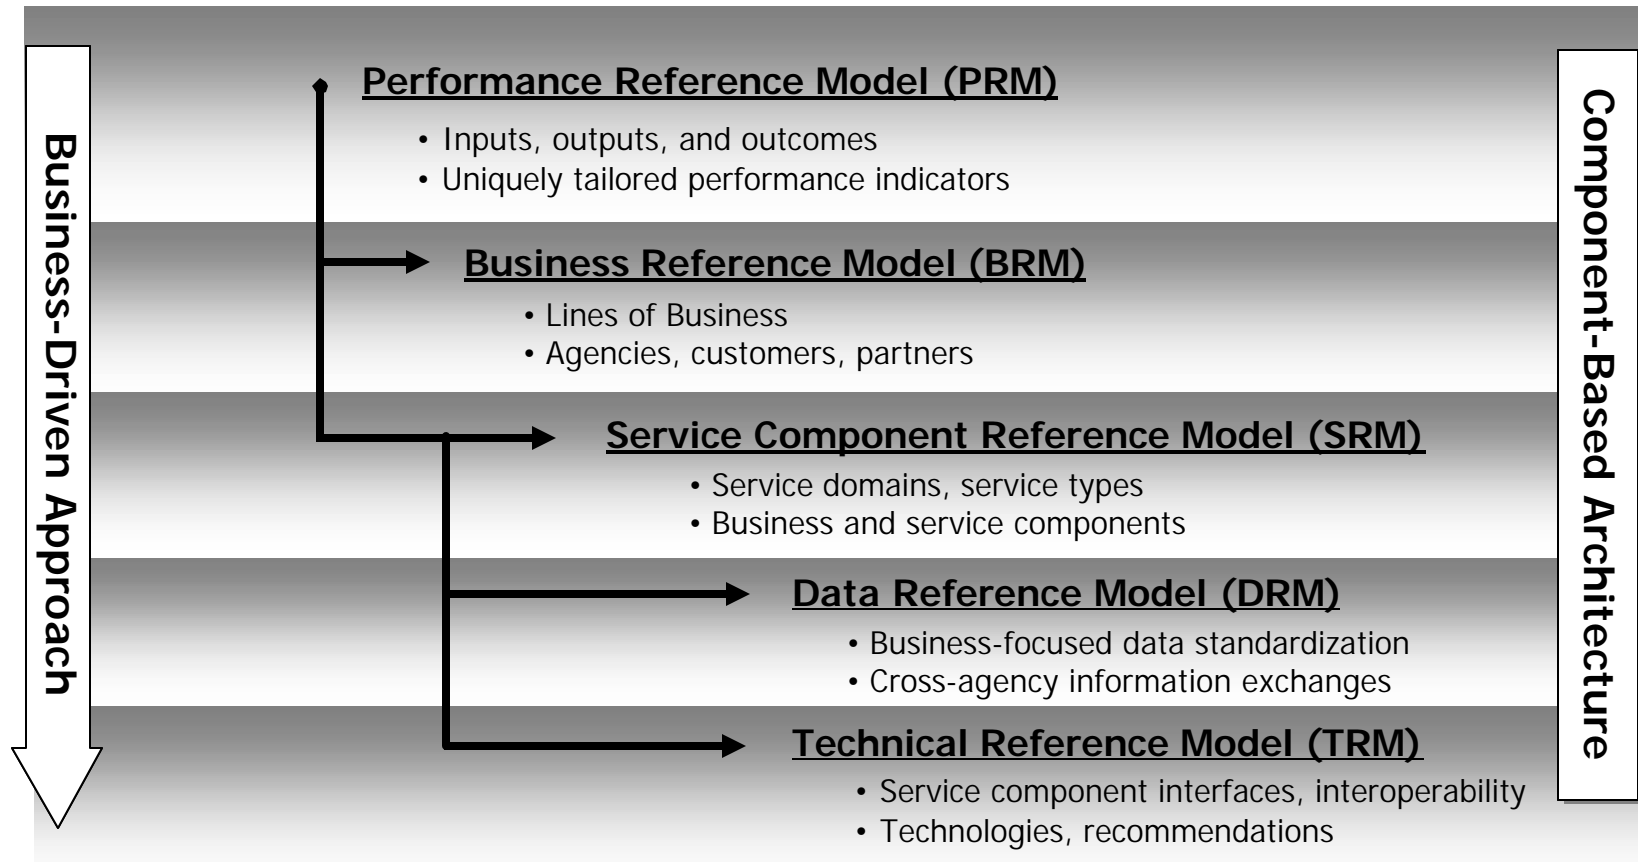 Business-Driven Approach
Performance Reference Model (PRM)
• Inputs, outputs, and outcomes
• Uniquely tailored performance indicators
Business Reference Model (BRM)
• Lines of Business
• Agencies, customers, partners
Service Component Reference Model (SRM)
• Service domains, service types
• Business and service components
Data Reference Model (DRM)
• Business-focused data standardization
• Cross-agency information exchanges
Technical Reference Model (TRM)
• Service component interfaces, interoperability
• Technologies, recommendations
Component-Based Architecture